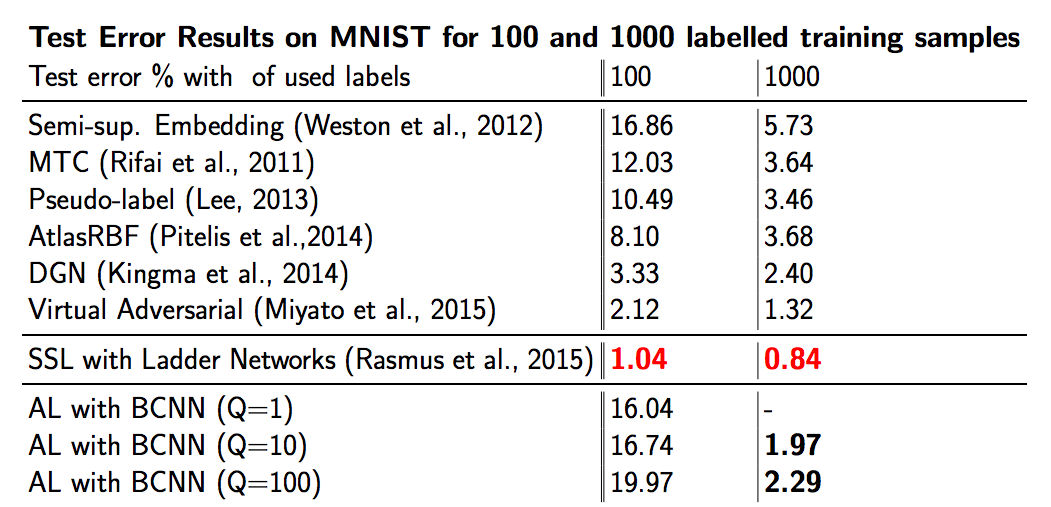 Test Error Results on MNIST for 100 and 1000 labelled training samples
Test error % with of used labels 100 1000
Semi-sup. Embedding (Weston et al., 2012) 16.86 5.73
MTC (Rifai et al., 2011) 12.03 3.64
Pseudo-label (Lee, 2013) 10.49 3.46
AtlasRBF (Pitelis et al.,2014) 8.10 3.68
DGN (Kingma et al., 2014) 3.33 2.40
Virtual Adversarial (Miyato et al., 2015) 2.12 1.32
SSL with Ladder Networks (Rasmus et al., 2015) 1.04 0.84
AL with BCNN (Q=1) 16.04 -
AL with BCNN (Q=10) 16.74 1.97
AL with BCNN (Q=100) 19.97 2.29